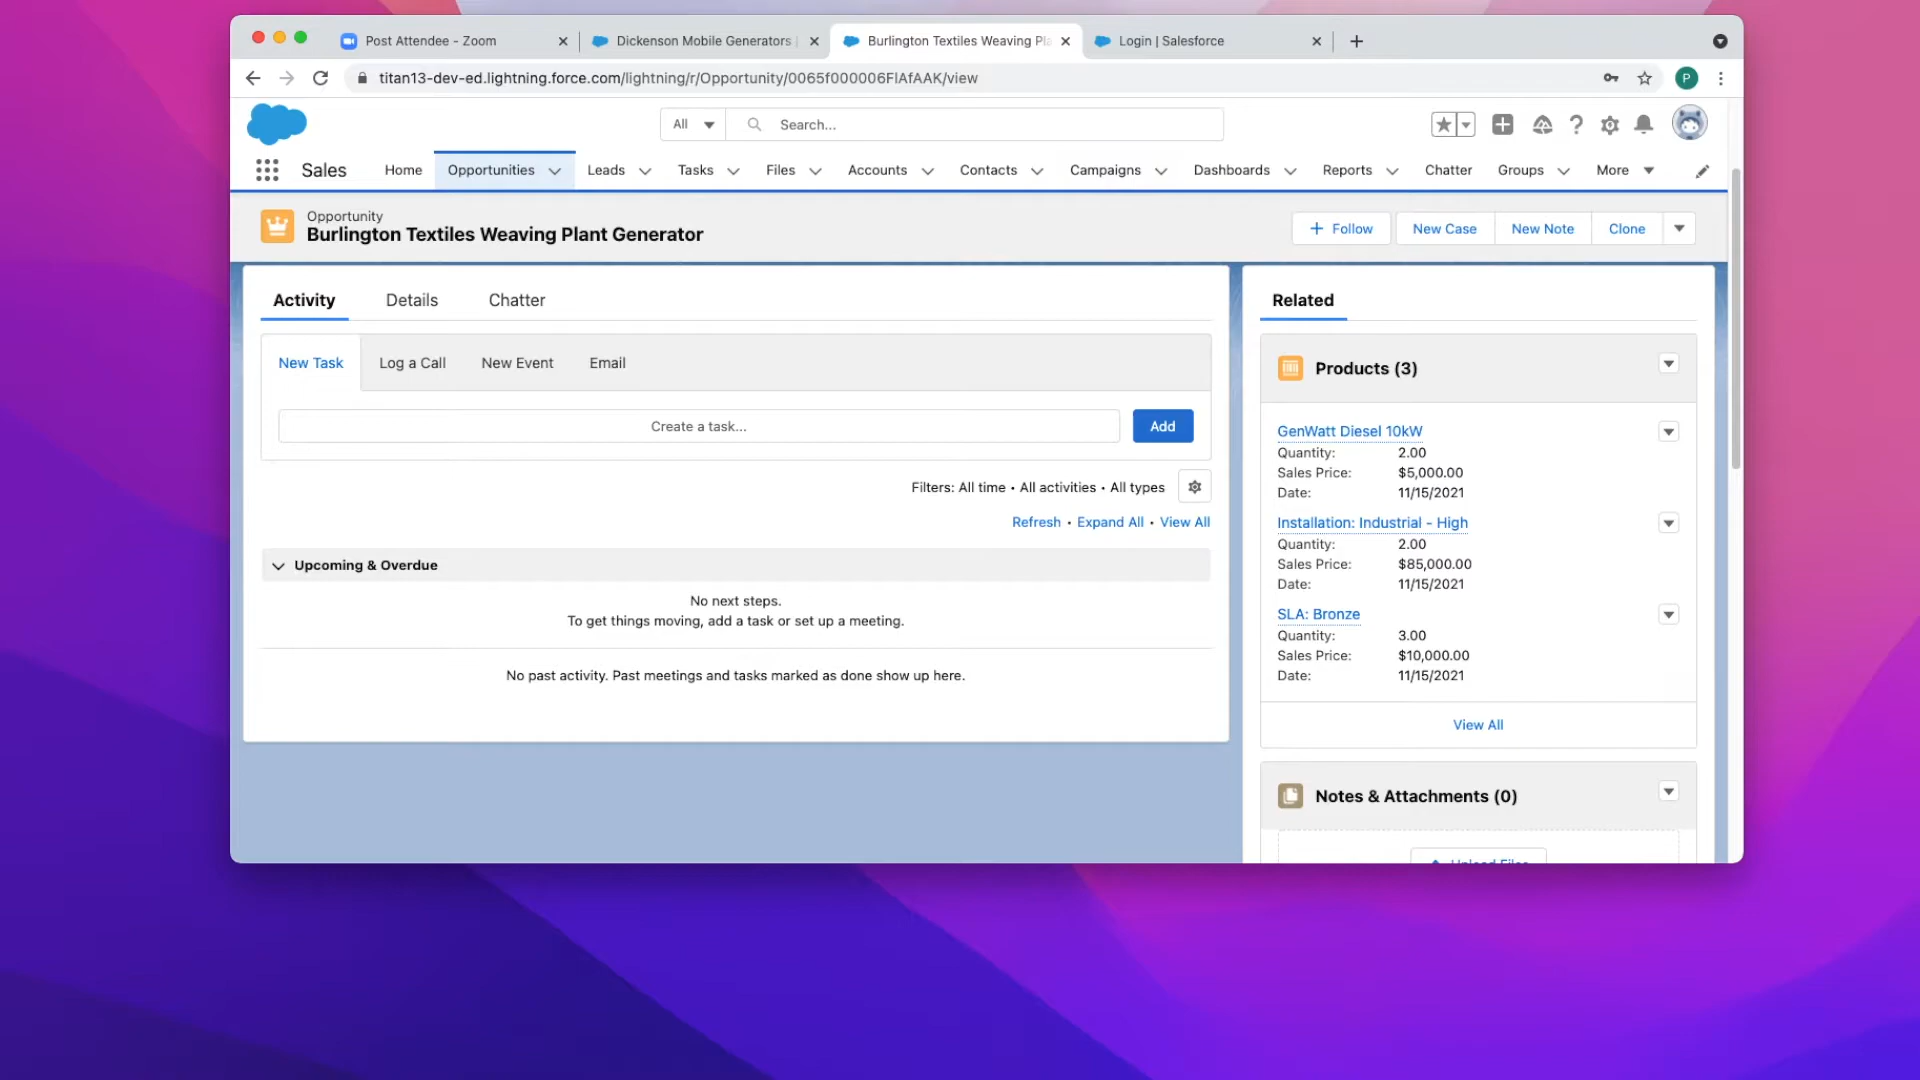 Post Attendee - Zoom
Dickenson Mobile Generators |
Burlington Textiles Weaving Pla
Login | Salesforce
titan13-dev-ed.lightning.force.com/lightning/r/Opportunity/0065f000006FlAfAAK/view
P
All
Search...
Sales
Home
Opportunities
Leads
Tasks
Files
Accounts
Contacts
Campaigns
Dashboards
Reports
Chatter
Groups
More
Opportunity
Burlington Textiles Weaving Plant Generator
Follow
New Case
New Note
Clone
Activity
Details
Chatter
New Task
Log a Call
New Event
Email
Create a task...
Add
Filters: All time • All activities • All types
Refresh • Expand All • View All
Upcoming & Overdue
No next steps.
To get things moving, add a task or set up a meeting.
No past activity. Past meetings and tasks marked as done show up here.
Related
Products (3)
GenWatt Diesel 10kW
Quantity: 2.00
Sales Price: $5,000.00
Date: 11/15/2021
Installation: Industrial - High
Quantity: 2.00
Sales Price: $85,000.00
Date: 11/15/2021
SLA: Bronze
Quantity: 3.00
Sales Price: $10,000.00
Date: 11/15/2021
View All
Notes & Attachments (0)
Upload Files